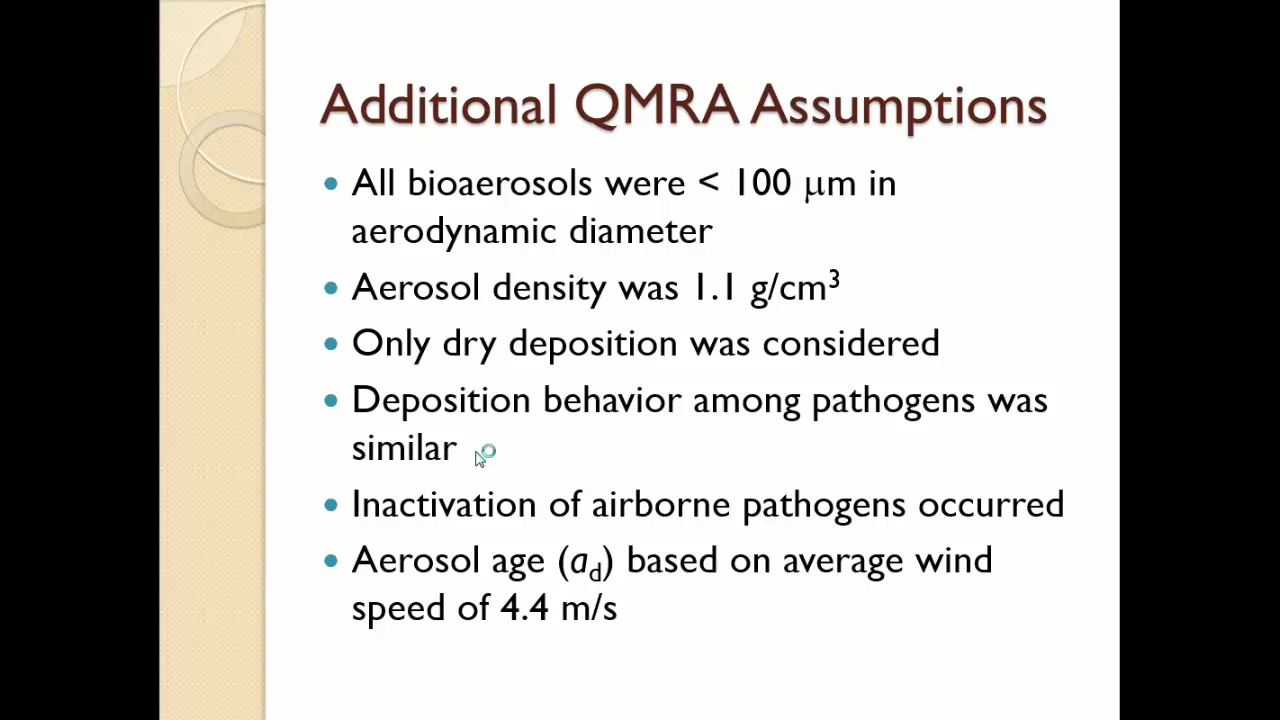 Additional QMRA Assumptions
• All bioaerosols were < 100 μm in
aerodynamic diameter
• Aerosol density was 1.1 g/cm³
• Only dry deposition was considered
• Deposition behavior among pathogens was
similar
• Inactivation of airborne pathogens occurred
• Aerosol age (a_d) based on average wind
speed of 4.4 m/s